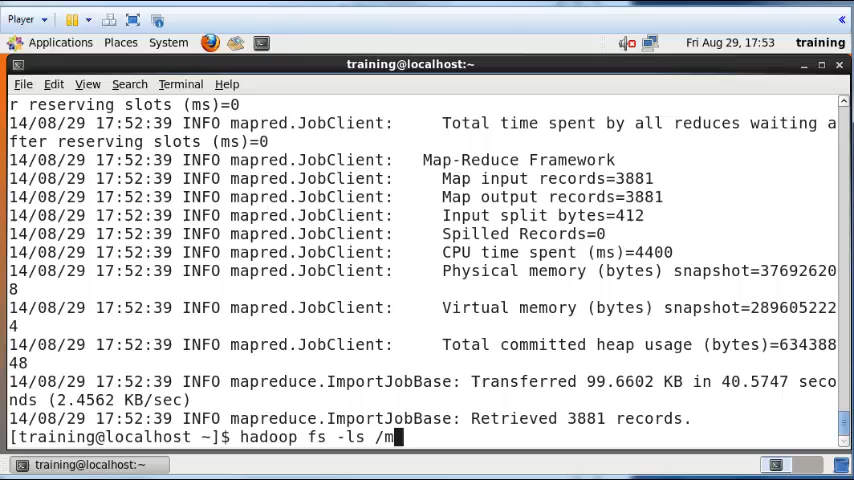 Player
Applications Places System Fri Aug 29, 17:53 training
training@localhost:~
File Edit View Search Terminal Help
r reserving slots (ms)=0
14/08/29 17:52:39 INFO mapred.JobClient:     Total time spent by all reduces waiting a
fter reserving slots (ms)=0
14/08/29 17:52:39 INFO mapred.JobClient:   Map-Reduce Framework
14/08/29 17:52:39 INFO mapred.JobClient:     Map input records=3881
14/08/29 17:52:39 INFO mapred.JobClient:     Map output records=3881
14/08/29 17:52:39 INFO mapred.JobClient:     Input split bytes=412
14/08/29 17:52:39 INFO mapred.JobClient:     Spilled Records=0
14/08/29 17:52:39 INFO mapred.JobClient:     CPU time spent (ms)=4400
14/08/29 17:52:39 INFO mapred.JobClient:     Physical memory (bytes) snapshot=37692620
8
14/08/29 17:52:39 INFO mapred.JobClient:     Virtual memory (bytes) snapshot=289605222
4
14/08/29 17:52:39 INFO mapred.JobClient:     Total committed heap usage (bytes)=634388
48
14/08/29 17:52:39 INFO mapreduce.ImportJobBase: Transferred 99.6602 KB in 40.5747 seco
nds (2.4562 KB/sec)
14/08/29 17:52:39 INFO mapreduce.ImportJobBase: Retrieved 3881 records.
[training@localhost ~]$ hadoop fs -ls /m
training@localhost:~